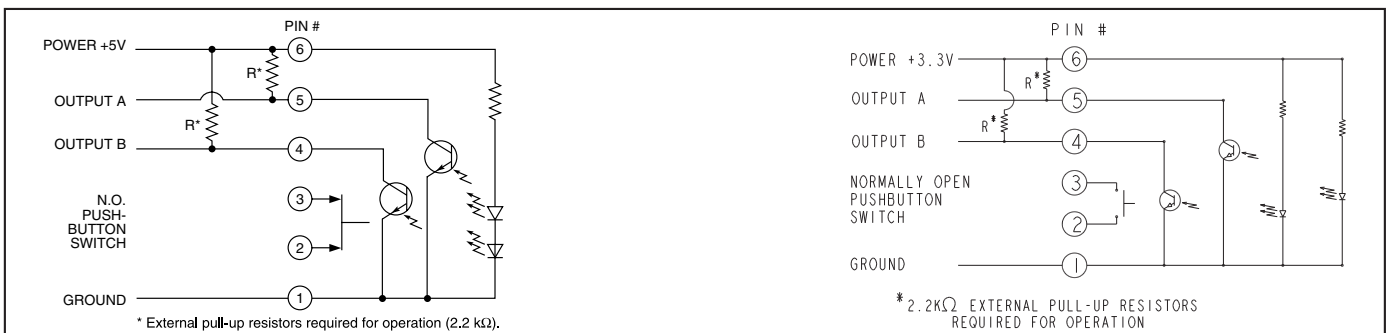 PIN #
POWER +5V
6
R*
OUTPUT A
5
R*
OUTPUT B
4
N.O.
PUSH-
BUTTON
SWITCH
3
2
GROUND
1
* External pull-up resistors required for operation (2.2 kΩ).
PIN #
POWER +3.3V
6
R*
OUTPUT A
5
R*
OUTPUT B
4
NORMALLY OPEN
PUSHBUTTON
SWITCH
3
2
GROUND
1
*2.2KΩ EXTERNAL PULL-UP RESISTORS
REQUIRED FOR OPERATION